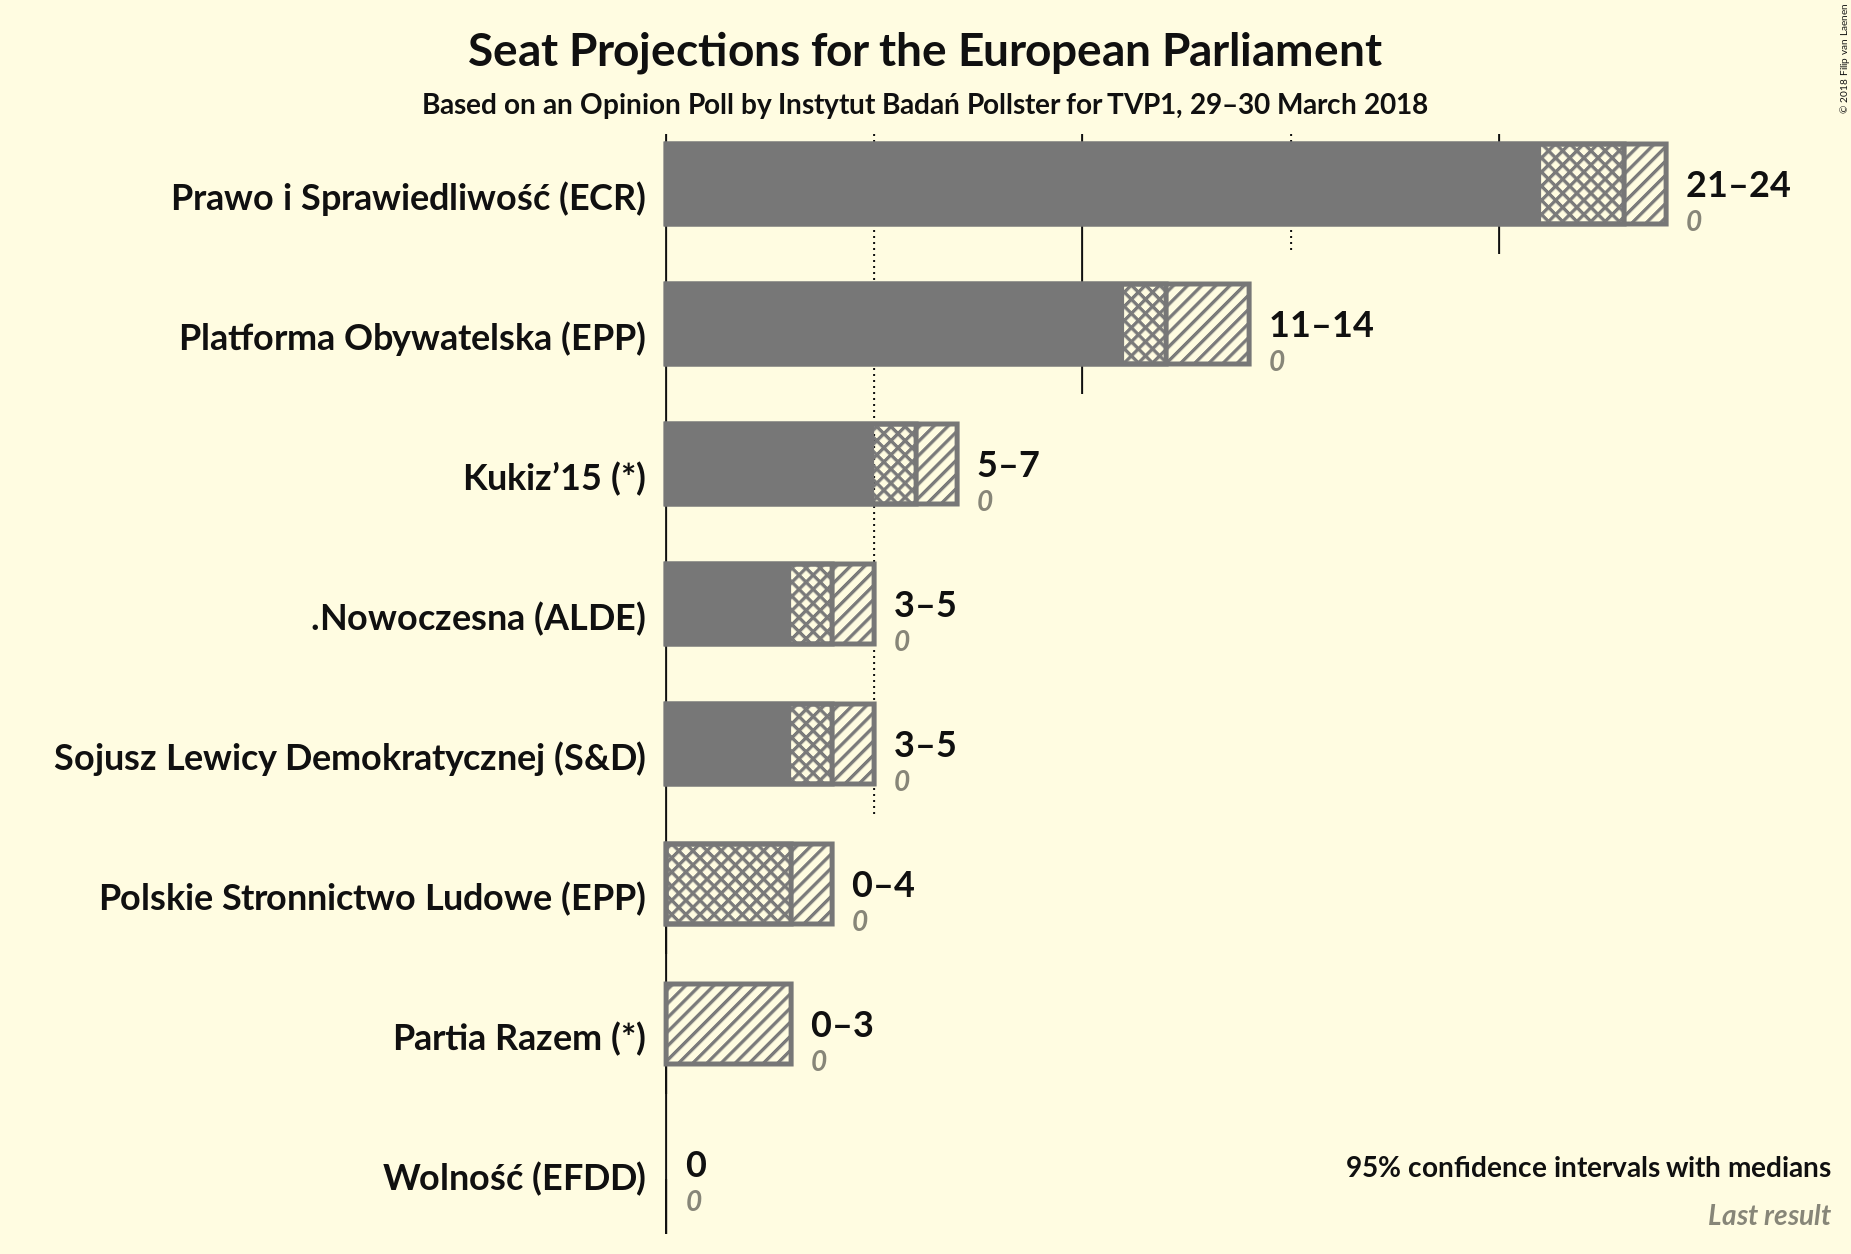 Seat Projections for the European Parliament
Based on an Opinion Poll by Instytut Badań Pollster for TVP1, 29–30 March 2018
© 2018 Filip van Laenen
Prawo i Sprawiedliwość (ECR)
21–24
0
Platforma Obywatelska (EPP)
11–14
0
Kukiz’15 (*)
5–7
0
.Nowoczesna (ALDE)
3–5
0
Sojusz Lewicy Demokratycznej (S&D)
3–5
0
Polskie Stronnictwo Ludowe (EPP)
0–4
0
Partia Razem (*)
0–3
0
Wolność (EFDD)
0
0
95% confidence intervals with medians
Last result